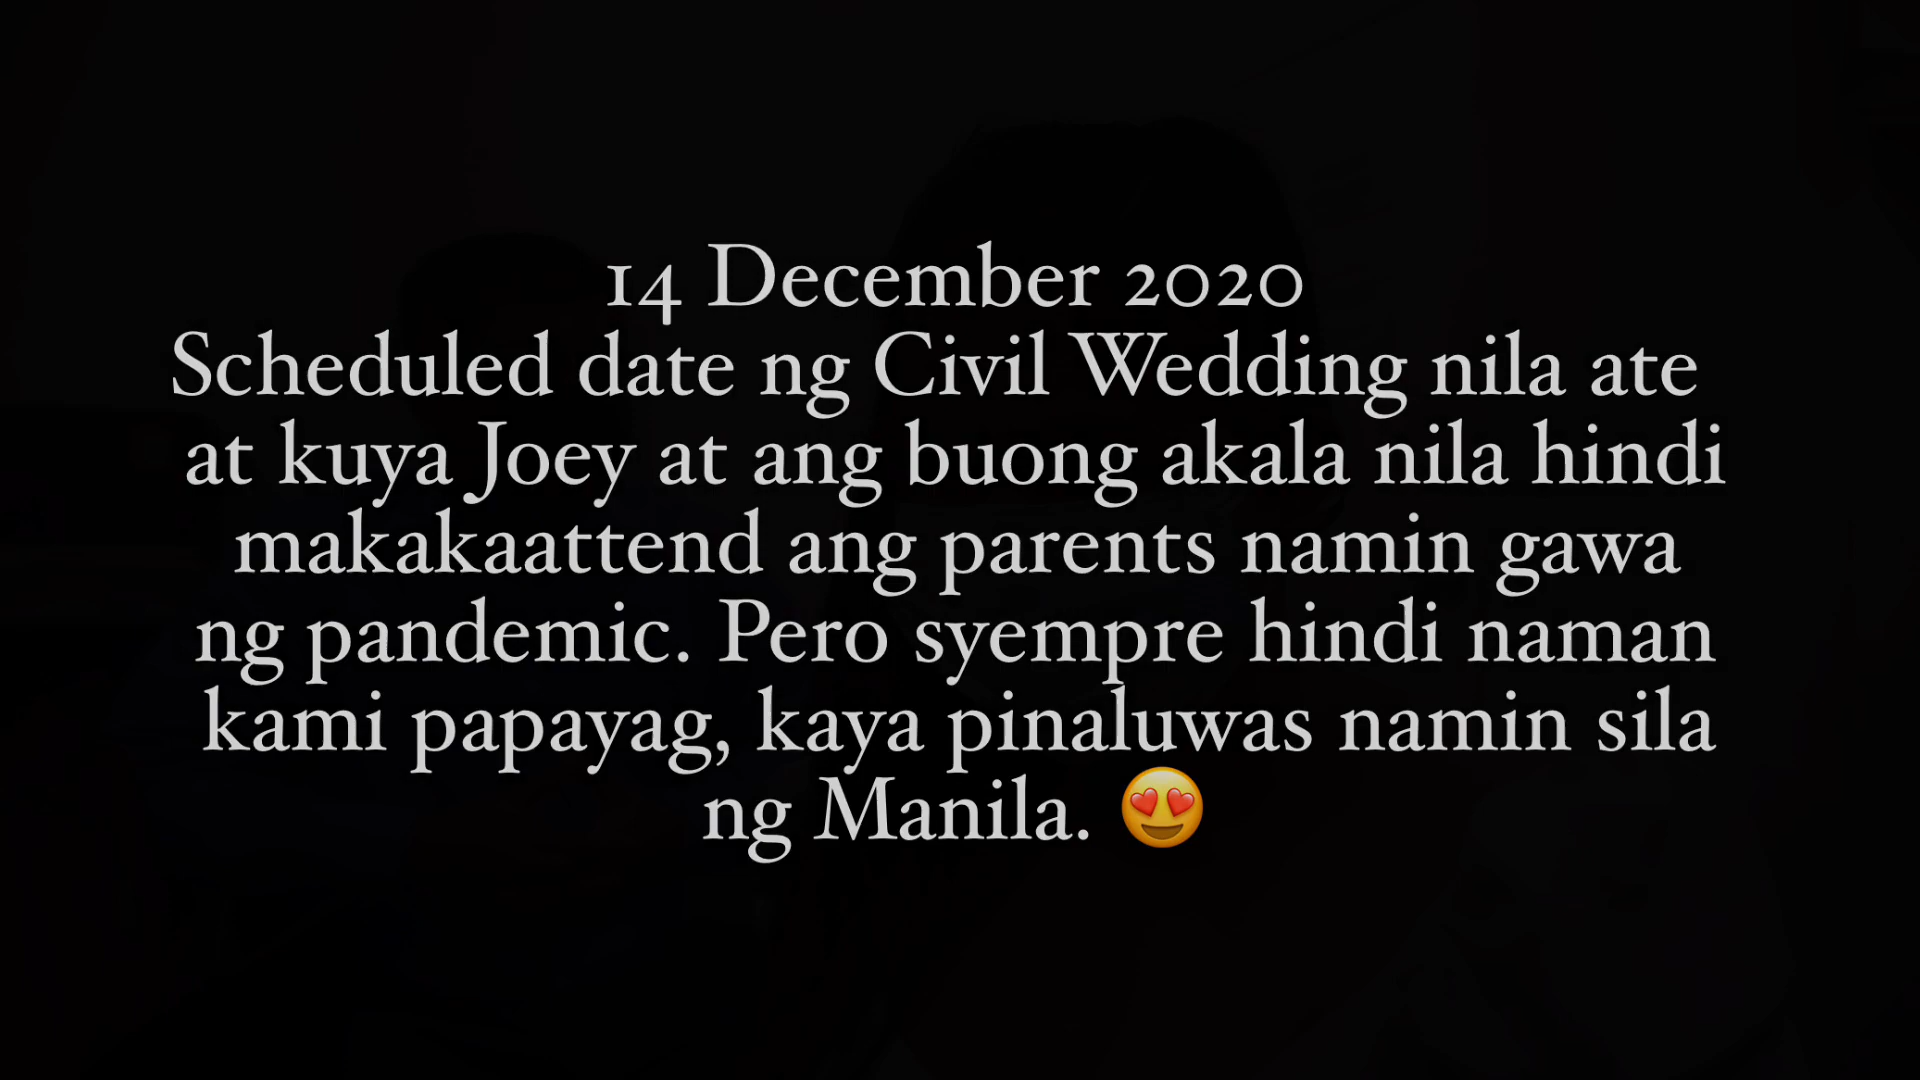 14 December 2020
Scheduled date ng Civil Wedding nila ate
at kuya Joey at ang buong akala nila hindi
makakaattend ang parents namin gawa
ng pandemic. Pero syempre hindi naman
kami papayag, kaya pinaluwas namin sila
ng Manila. 😍